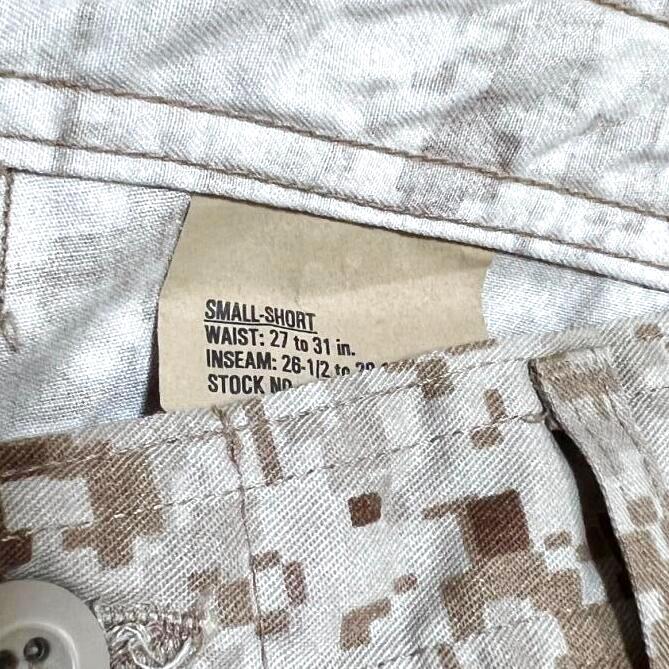 SMALL-SHORT
WAIST: 27 to 31 in.
INSEAM: 26-1/2 to
STOCK NO